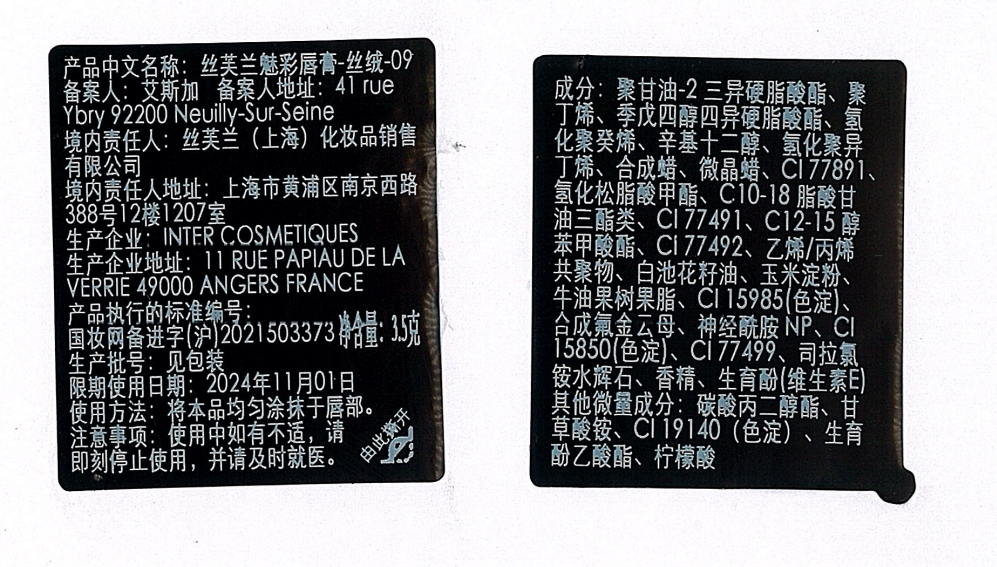 产品中文名称：丝芙兰魅彩唇膏-丝绒-09
备案人：艾斯加 备案人地址：41 rue
Ybry 92200 Neuilly-Sur-Seine
境内责任人：丝芙兰（上海）化妆品销售
有限公司
境内责任人地址：上海市黄浦区南京西路
388号12楼1207室
生产企业：INTER COSMETIQUES
生产企业地址：11 RUE PAPIAU DE LA
VERRIE 49000 ANGERS FRANCE
产品执行的标准编号：
国妆网备进字(沪)2021503373 净含量：3.5克
生产批号：见包装
限期使用日期：2024年11月01日
使用方法：将本品均匀涂抹于唇部。
注意事项：使用中如有不适，请
即刻停止使用，并请及时就医。
由此撕开
成分：聚甘油-2 三异硬脂酸酯、聚
丁烯、季戊四醇四异硬脂酸酯、氢
化聚癸烯、辛基十二醇、氢化聚异
丁烯、合成蜡、微晶蜡、CI 77891、
氢化松脂酸甲酯、C10-18 脂酸甘
油三酯类、CI 77491、C12-15 醇
苯甲酸酯、CI 77492、乙烯/丙烯
共聚物、白池花籽油、玉米淀粉、
牛油果树果脂、CI 15985(色淀)、
合成氟金云母、神经酰胺 NP、CI
15850(色淀)、CI 77499、司拉氯
铵水辉石、香精、生育酚(维生素E)
其他微量成分：碳酸丙二醇酯、甘
草酸铵、CI 19140（色淀）、生育
酚乙酸酯、柠檬酸